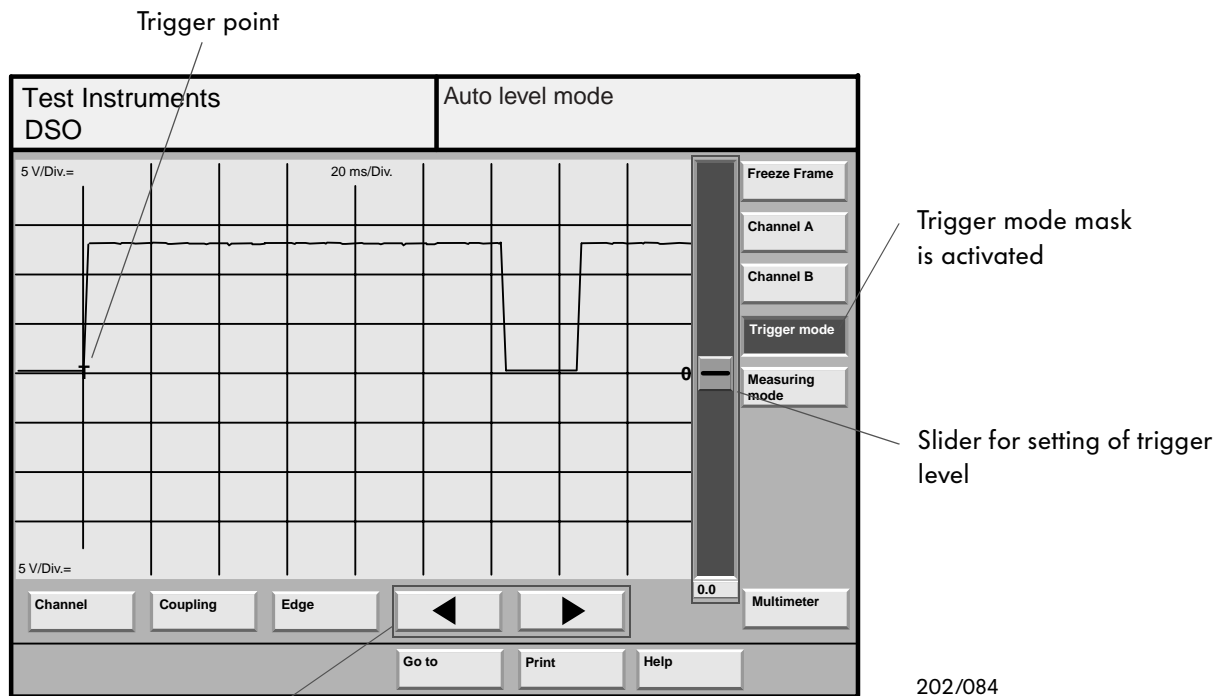 Trigger point
Test Instruments
DSO
Auto level mode
5 V/Div.=
20 ms/Div.
Freeze Frame
Channel A
Channel B
Trigger mode
Measuring
mode
Trigger mode mask
is activated
0
Slider for setting of trigger
level
5 V/Div.=
0.0
Channel
Coupling
Edge
Multimeter
Go to
Print
Help
202/084